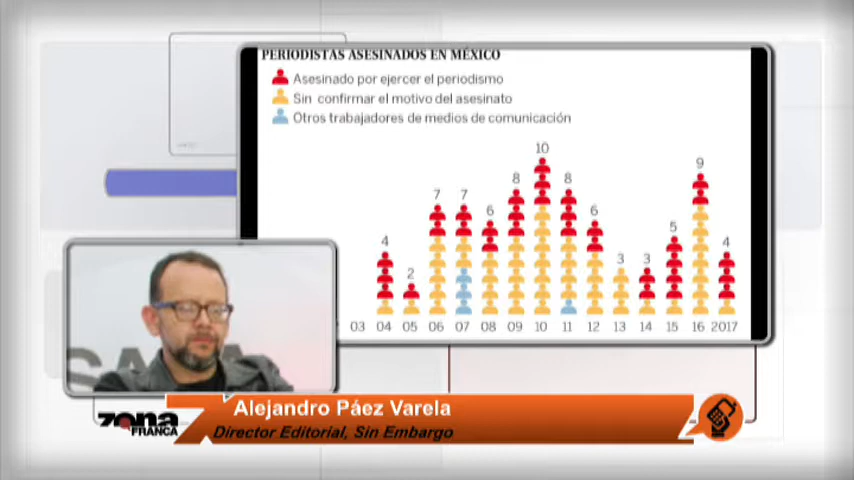 PERIODISTAS ASESINADOS EN MÉXICO
Asesinado por ejercer el periodismo
Sin confirmar el motivo del asesinato
Otros trabajadores de medios de comunicación
4 2 7 7 6 8 10 8 6 3 3 5 9 4
03 04 05 06 07 08 09 10 11 12 13 14 15 16 2017
Alejandro Páez Varela
Director Editorial, Sin Embargo
ZONA
FRANCA